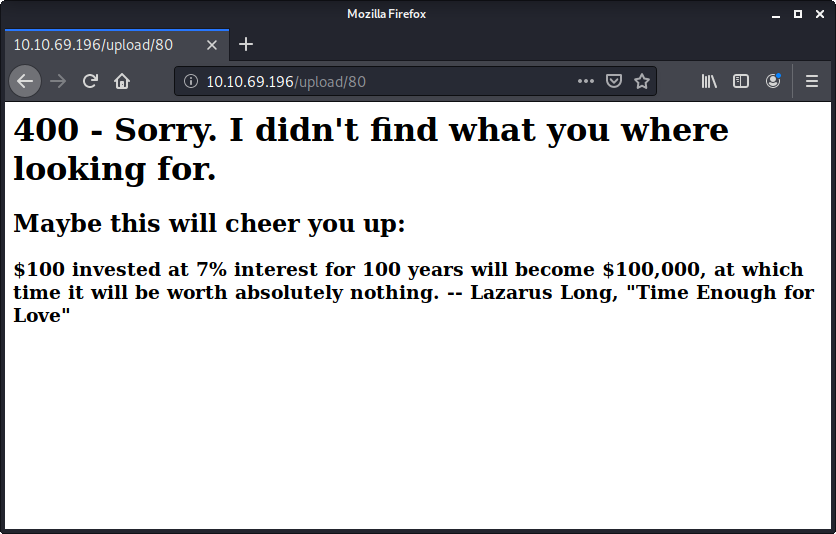 Mozilla Firefox
10.10.69.196/upload/80
10.10.69.196/upload/80
400 - Sorry. I didn't find what you where
looking for.
Maybe this will cheer you up:
$100 invested at 7% interest for 100 years will become $100,000, at which
time it will be worth absolutely nothing. -- Lazarus Long, "Time Enough for
Love"